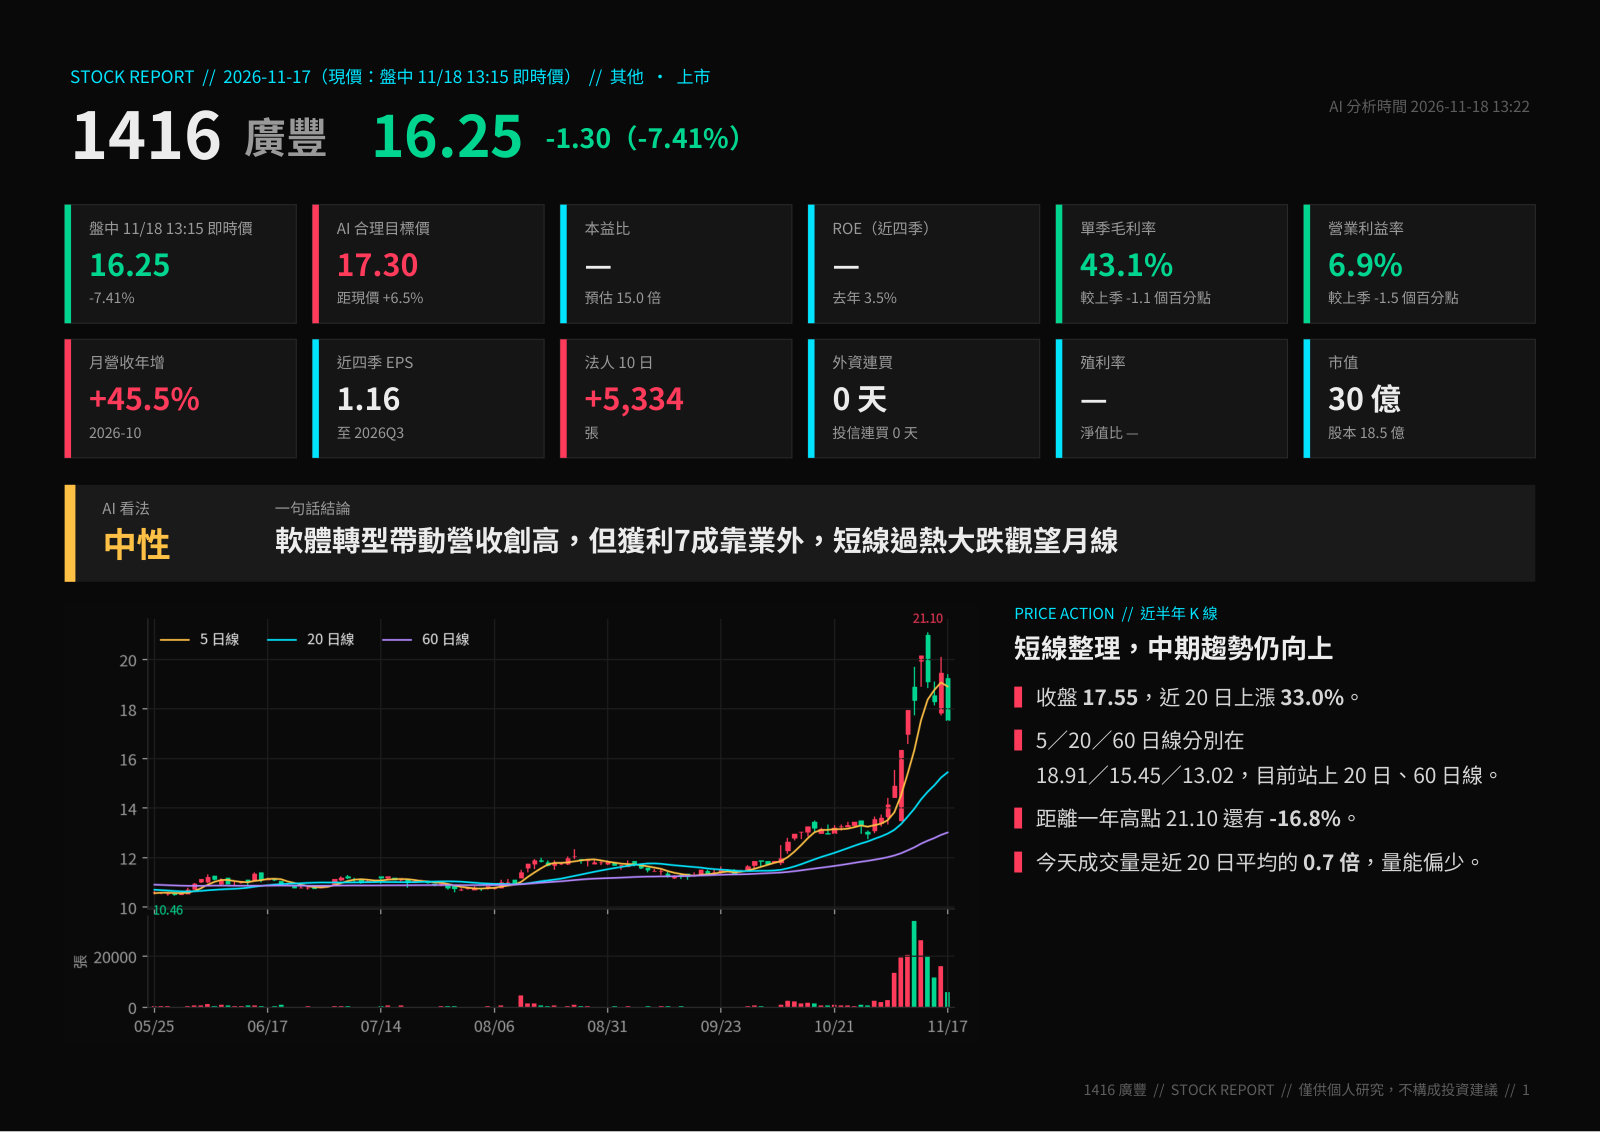 STOCK REPORT // 2026-11-17（現價：盤中 11/18 13:15 即時價） // 其他 · 上市
AI 分析時間 2026-11-18 13:22
1416 廣豐 16.25 -1.30（-7.41%）
盤中 11/18 13:15 即時價
16.25
-7.41%
AI 合理目標價
17.30
距現價 +6.5%
本益比
—
預估 15.0 倍
ROE（近四季）
—
去年 3.5%
單季毛利率
43.1%
較上季 -1.1 個百分點
營業利益率
6.9%
較上季 -1.5 個百分點
月營收年增
+45.5%
2026-10
近四季 EPS
1.16
至 2026Q3
法人 10 日
+5,334
張
外資連買
0 天
投信連買 0 天
殖利率
—
淨值比 —
市值
30 億
股本 18.5 億
AI 看法
中性
一句話結論
軟體轉型帶動營收創高，但獲利7成靠業外，短線過熱大跌觀望月線
5 日線 20 日線 60 日線
21.10
20
18
16
14
12
10
10.46
張
20000
0
05/25 06/17 07/14 08/06 08/31 09/23 10/21 11/17
PRICE ACTION // 近半年 K 線
短線整理，中期趨勢仍向上
收盤 17.55，近 20 日上漲 33.0%。
5／20／60 日線分別在
18.91／15.45／13.02，目前站上 20 日、60 日線。
距離一年高點 21.10 還有 -16.8%。
今天成交量是近 20 日平均的 0.7 倍，量能偏少。
1416 廣豐 // STOCK REPORT // 僅供個人研究，不構成投資建議 // 1